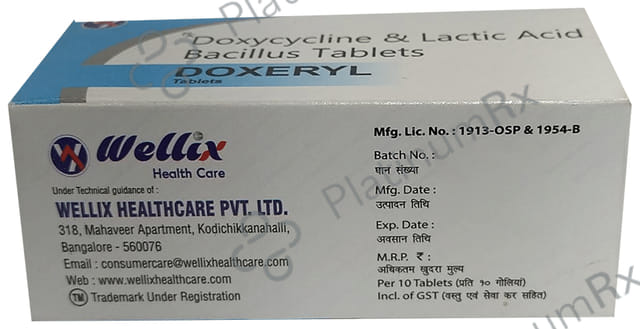 Doxycycline & Lactic Acid
Bacillus Tablets
DOXERYL
Tablets
Wellix
Health Care
Under Technical guidance of :
WELLIX HEALTHCARE PVT. LTD.
318, Mahaveer Apartment, Kodichikkanahalli,
Bangalore - 560076
Email : consumercare@wellixhealthcare.com
Web : www.wellixhealthcare.com
TM Trademark Under Registration
Mfg. Lic. No. : 1913-OSP & 1954-B
Batch No. :
घान संख्या
Mfg. Date :
उत्पादन तिथि
Exp. Date :
अवसान तिथि
M.R.P. ₹ :
अधिकतम खुदरा मुल्य
Per 10 Tablets (प्रति १० गोलियां)
Incl. of GST (वस्तु एवं सेवा कर सहित)
PlatinumRx
PlatinumRx